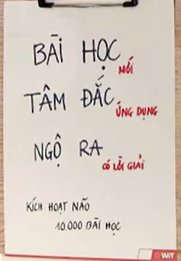 BÀI HỌC
MỚI
TÂM ĐẮC
ỨNG DỤNG
NGỘ RA
CÓ LỜI GIẢI
KÍCH HOẠT NÃO
10.000 BÀI HỌC
WIT